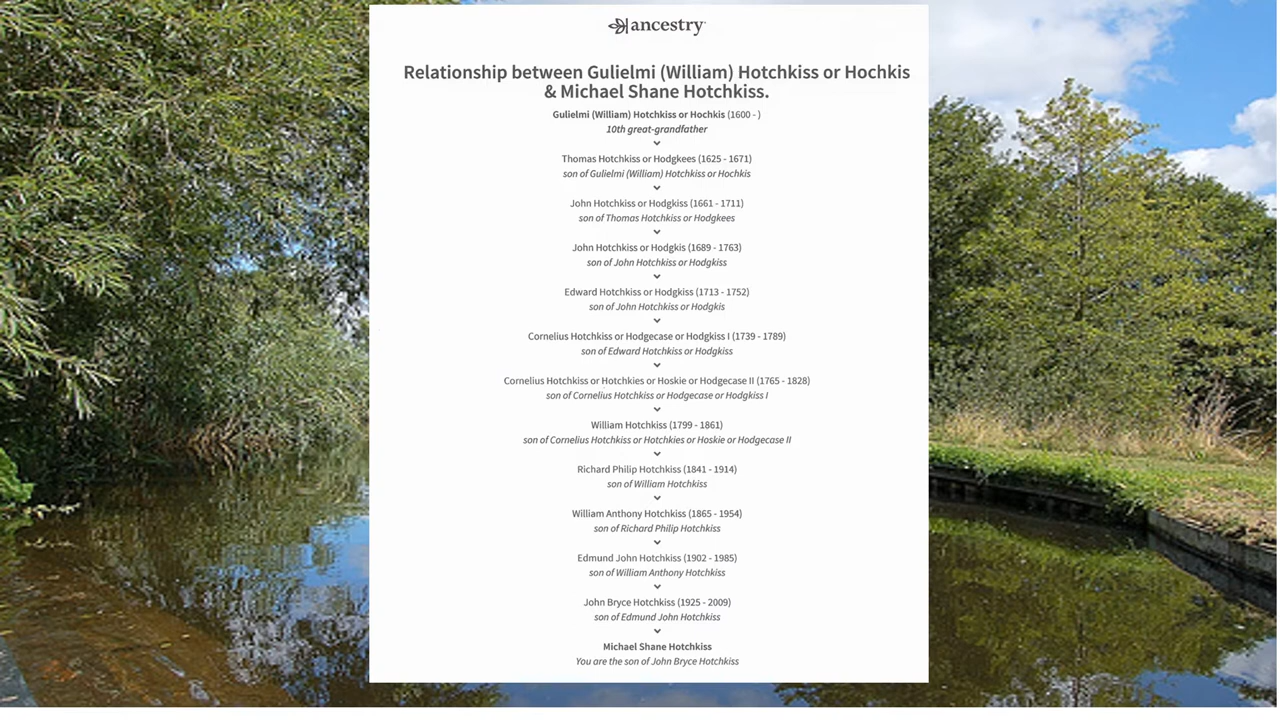 ancestry
Relationship between Gulielmi (William) Hotchkiss or Hochkis
& Michael Shane Hotchkiss.
Gulielmi (William) Hotchkiss or Hochkis (1600 - )
10th great-grandfather
Thomas Hotchkiss or Hodgkees (1625 - 1671)
son of Gulielmi (William) Hotchkiss or Hochkis
John Hotchkiss or Hodgkiss (1661 - 1711)
son of Thomas Hotchkiss or Hodgkees
John Hotchkiss or Hodgkis (1689 - 1763)
son of John Hotchkiss or Hodgkiss
Edward Hotchkiss or Hodgkiss (1713 - 1752)
son of John Hotchkiss or Hodgkis
Cornelius Hotchkiss or Hodgecase or Hodgkiss I (1739 - 1789)
son of Edward Hotchkiss or Hodgkiss
Cornelius Hotchkiss or Hotchkies or Hoskie or Hodgecase II (1765 - 1828)
son of Cornelius Hotchkiss or Hodgecase or Hodgkiss I
William Hotchkiss (1799 - 1861)
son of Cornelius Hotchkiss or Hotchkies or Hoskie or Hodgecase II
Richard Philip Hotchkiss (1841 - 1914)
son of William Hotchkiss
William Anthony Hotchkiss (1865 - 1954)
son of Richard Philip Hotchkiss
Edmund John Hotchkiss (1902 - 1985)
son of William Anthony Hotchkiss
John Bryce Hotchkiss (1925 - 2009)
son of Edmund John Hotchkiss
Michael Shane Hotchkiss
You are the son of John Bryce Hotchkiss